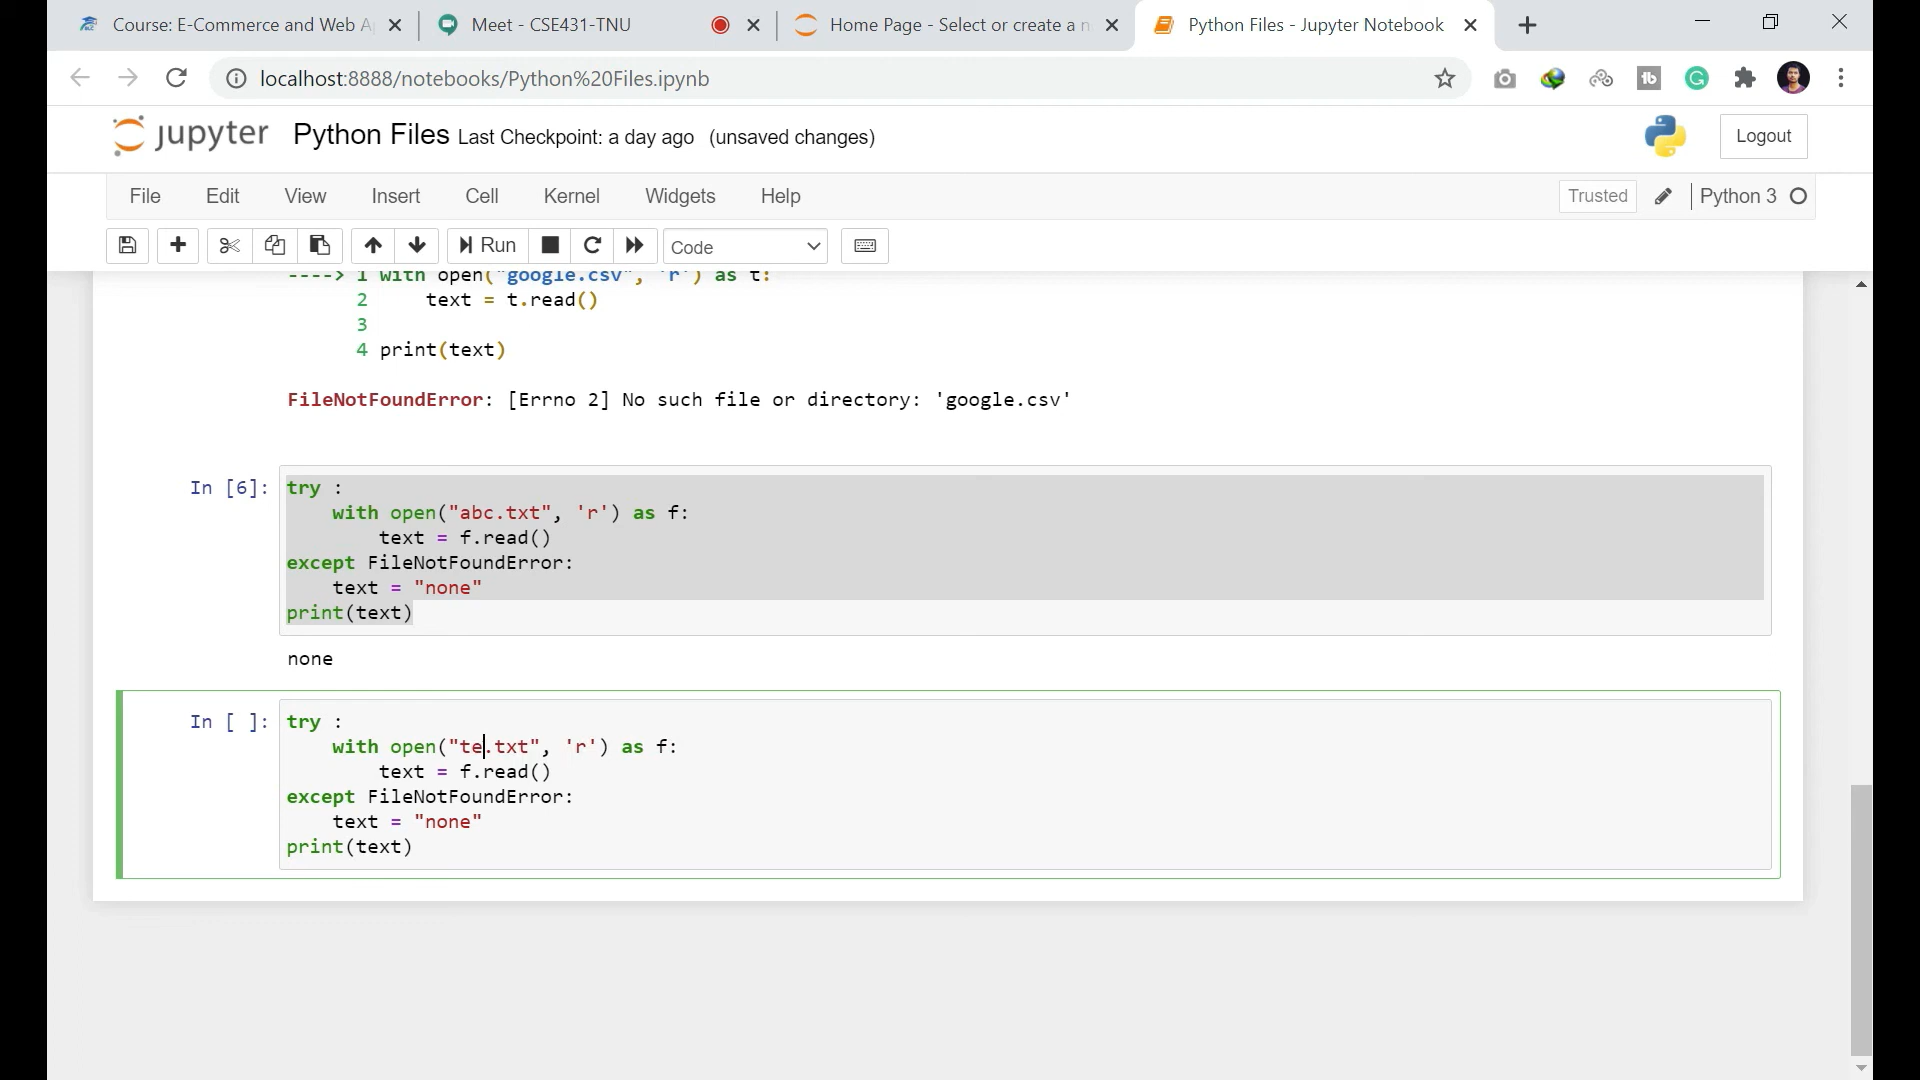 Course: E-Commerce and Web A
Meet - CSE431-TNU
Home Page - Select or create a n
Python Files - Jupyter Notebook
localhost:8888/notebooks/Python%20Files.ipynb
jupyter Python Files Last Checkpoint: a day ago (unsaved changes)
Logout
File Edit View Insert Cell Kernel Widgets Help
Trusted Python 3
Run Code
----> 1 with open("google.csv", 'r') as t:
2     text = t.read()
3
4 print(text)
FileNotFoundError: [Errno 2] No such file or directory: 'google.csv'
In [6]: try :
    with open("abc.txt", 'r') as f:
        text = f.read()
except FileNotFoundError:
    text = "none"
print(text)
none
In [ ]: try :
    with open("te.txt", 'r') as f:
        text = f.read()
except FileNotFoundError:
    text = "none"
print(text)